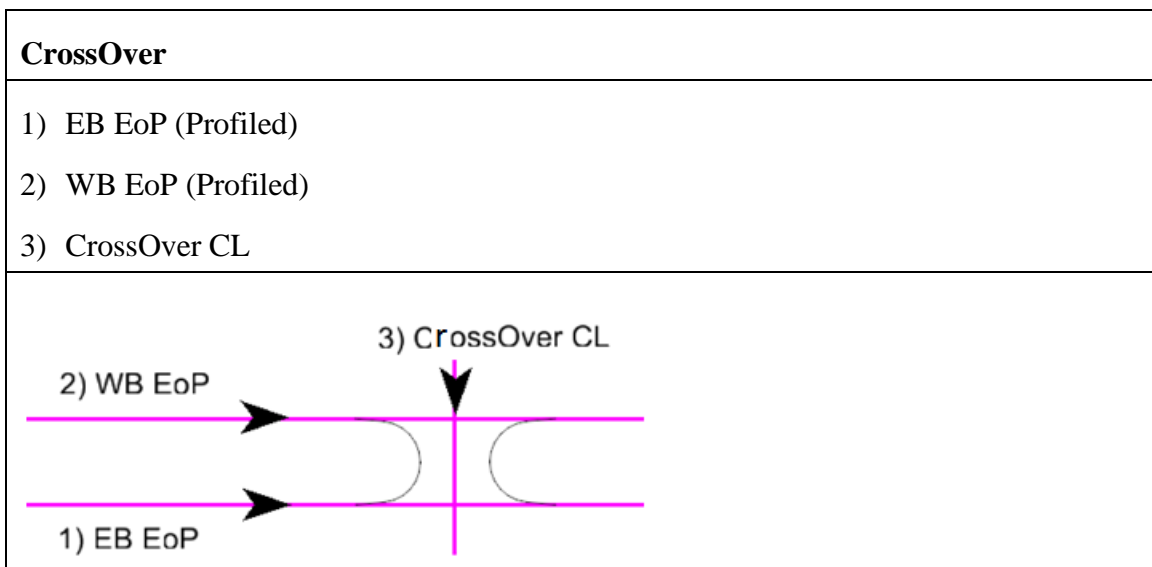 CrossOver
1) EB EoP (Profiled)
2) WB EoP (Profiled)
3) CrossOver CL
3) CrossOver CL
2) WB EoP
1) EB EoP